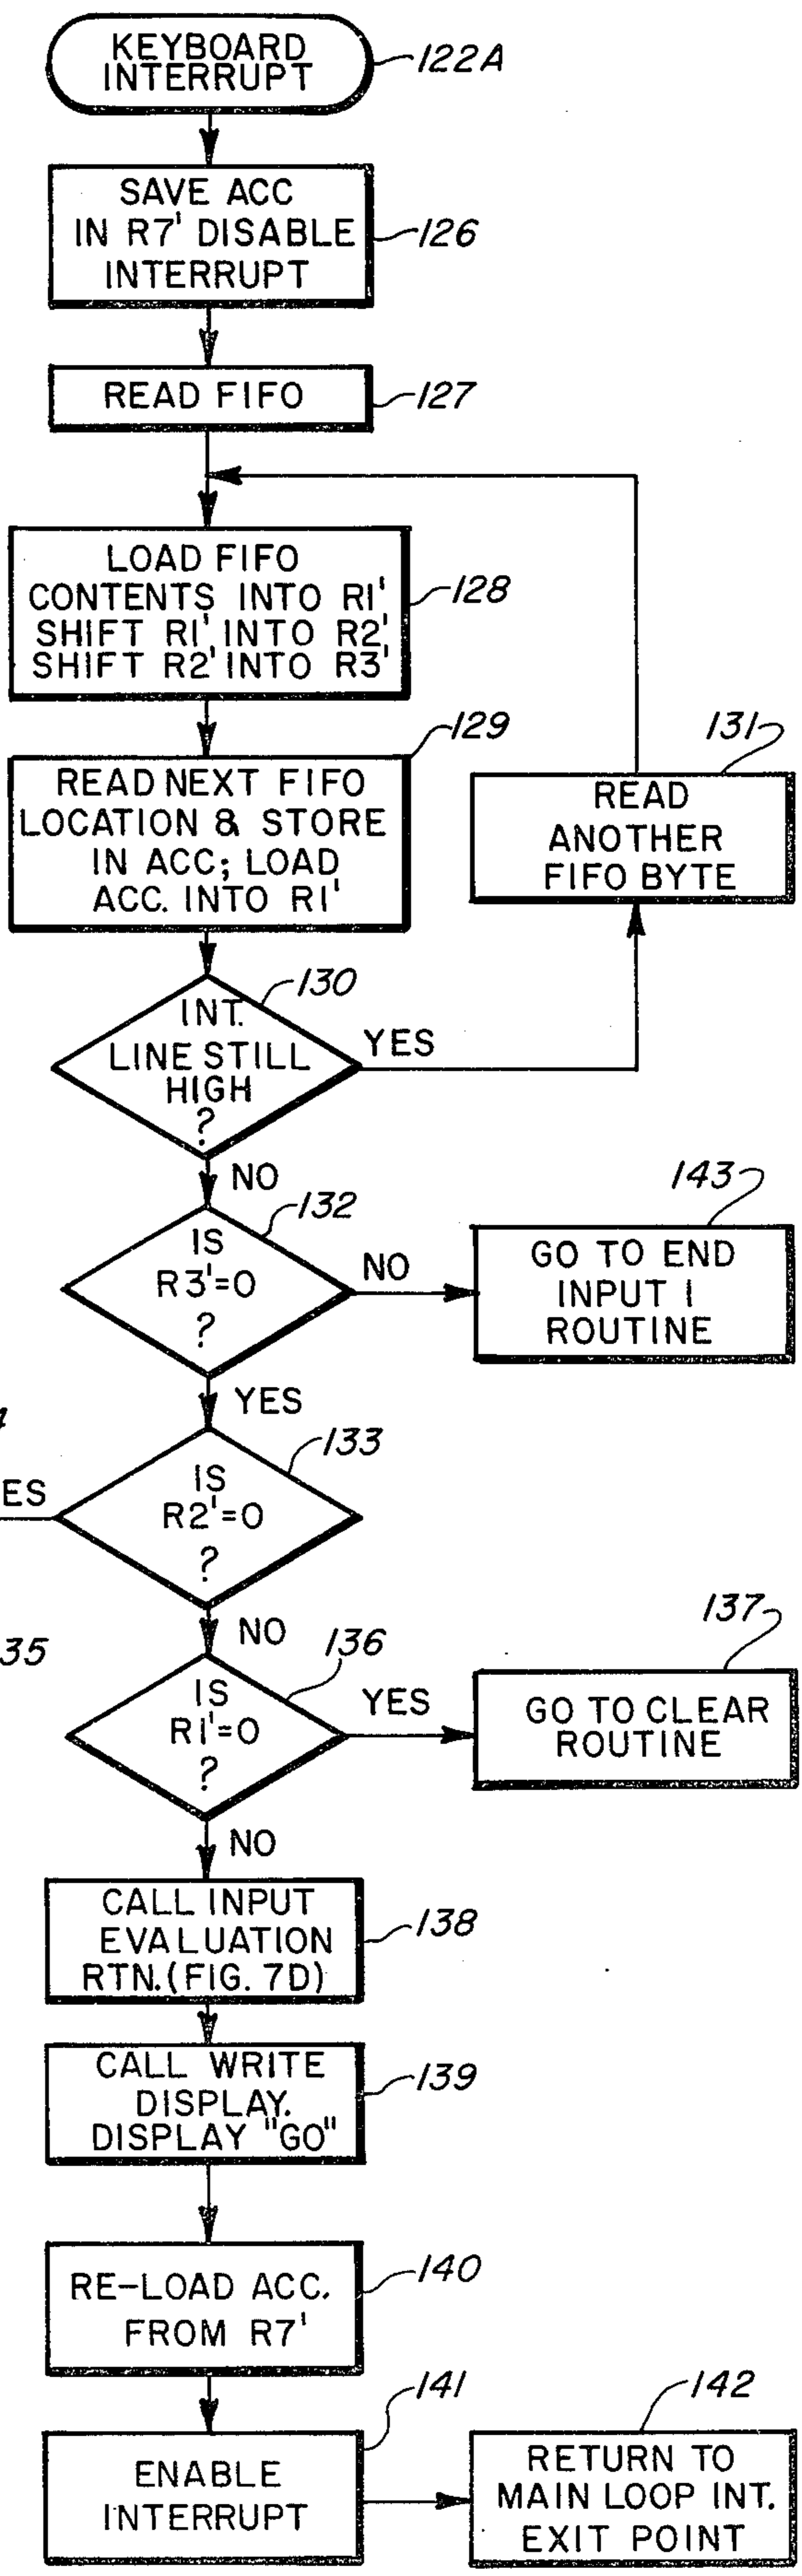 KEYBOARD
INTERRUPT
122A
SAVE ACC
IN R7' DISABLE
INTERRUPT
126
READ FIFO
127
LOAD FIFO
CONTENTS INTO R1'
SHIFT R1' INTO R2'
SHIFT R2' INTO R3'
128
READ NEXT FIFO
LOCATION & STORE
IN ACC; LOAD
ACC. INTO R1'
129
131
READ
ANOTHER
FIFO BYTE
130
INT.
LINE STILL
HIGH
?
YES
NO
132
IS
R3'=0
?
NO
143
GO TO END
INPUT 1
ROUTINE
YES
133
IS
R2'=0
?
ES
NO
35
136
IS
R1'=0
?
YES
137
GO TO CLEAR
ROUTINE
NO
CALL INPUT
EVALUATION
RTN. (FIG. 7D)
138
CALL WRITE
DISPLAY.
DISPLAY "GO"
139
RE-LOAD ACC.
FROM R7'
140
141
ENABLE
INTERRUPT
142
RETURN TO
MAIN LOOP INT.
EXIT POINT